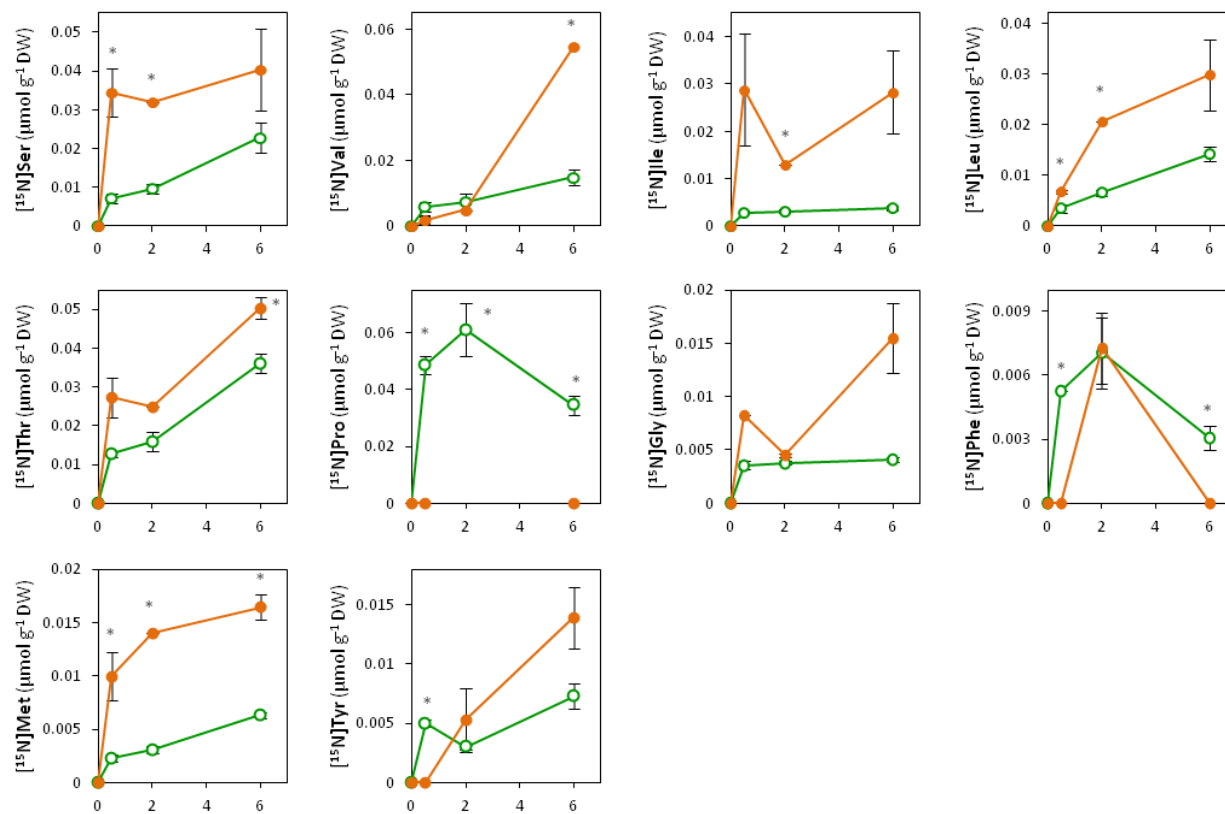 [¹⁵N]Ser (µmol g⁻¹ DW)
0.05
0.04
0.03
0.02
0.01
0
0 2 4 6
* *
[¹⁵N]Val (µmol g⁻¹ DW)
0.06
0.04
0.02
0
0 2 4 6
*
[¹⁵N]Ile (µmol g⁻¹ DW)
0.04
0.03
0.02
0.01
0
0 2 4 6
*
[¹⁵N]Leu (µmol g⁻¹ DW)
0.04
0.03
0.02
0.01
0
0 2 4 6
* *
[¹⁵N]Thr (µmol g⁻¹ DW)
0.05
0.04
0.03
0.02
0.01
0
0 2 4 6
*
[¹⁵N]Pro (µmol g⁻¹ DW)
0.06
0.04
0.02
0
0 2 4 6
* * *
[¹⁵N]Gly (µmol g⁻¹ DW)
0.02
0.015
0.01
0.005
0
0 2 4 6
[¹⁵N]Phe (µmol g⁻¹ DW)
0.009
0.006
0.003
0
0 2 4 6
* *
[¹⁵N]Met (µmol g⁻¹ DW)
0.02
0.015
0.01
0.005
0
0 2 4 6
* * *
[¹⁵N]Tyr (µmol g⁻¹ DW)
0.015
0.01
0.005
0
0 2 4 6
*